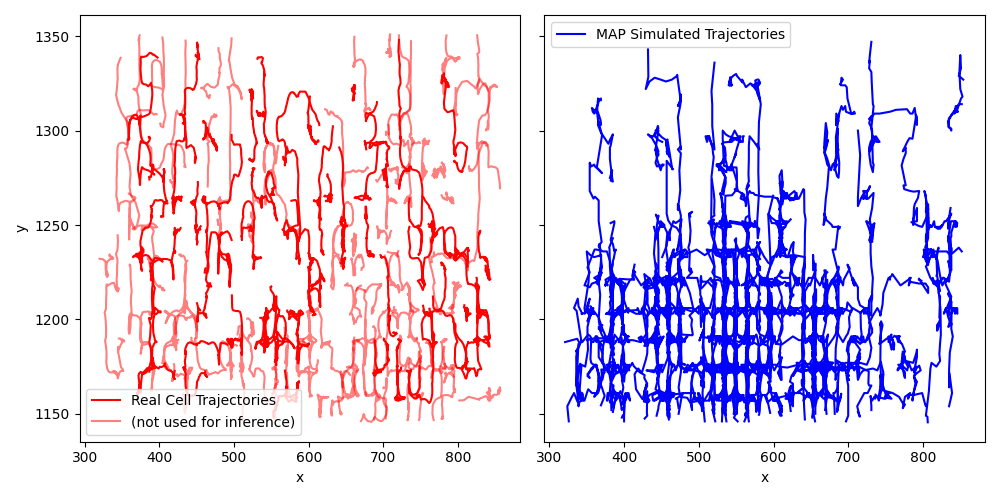 1350
1300
1250
1200
1150
y
300 400 500 600 700 800
x
Real Cell Trajectories
(not used for inference)
MAP Simulated Trajectories
300 400 500 600 700 800
x